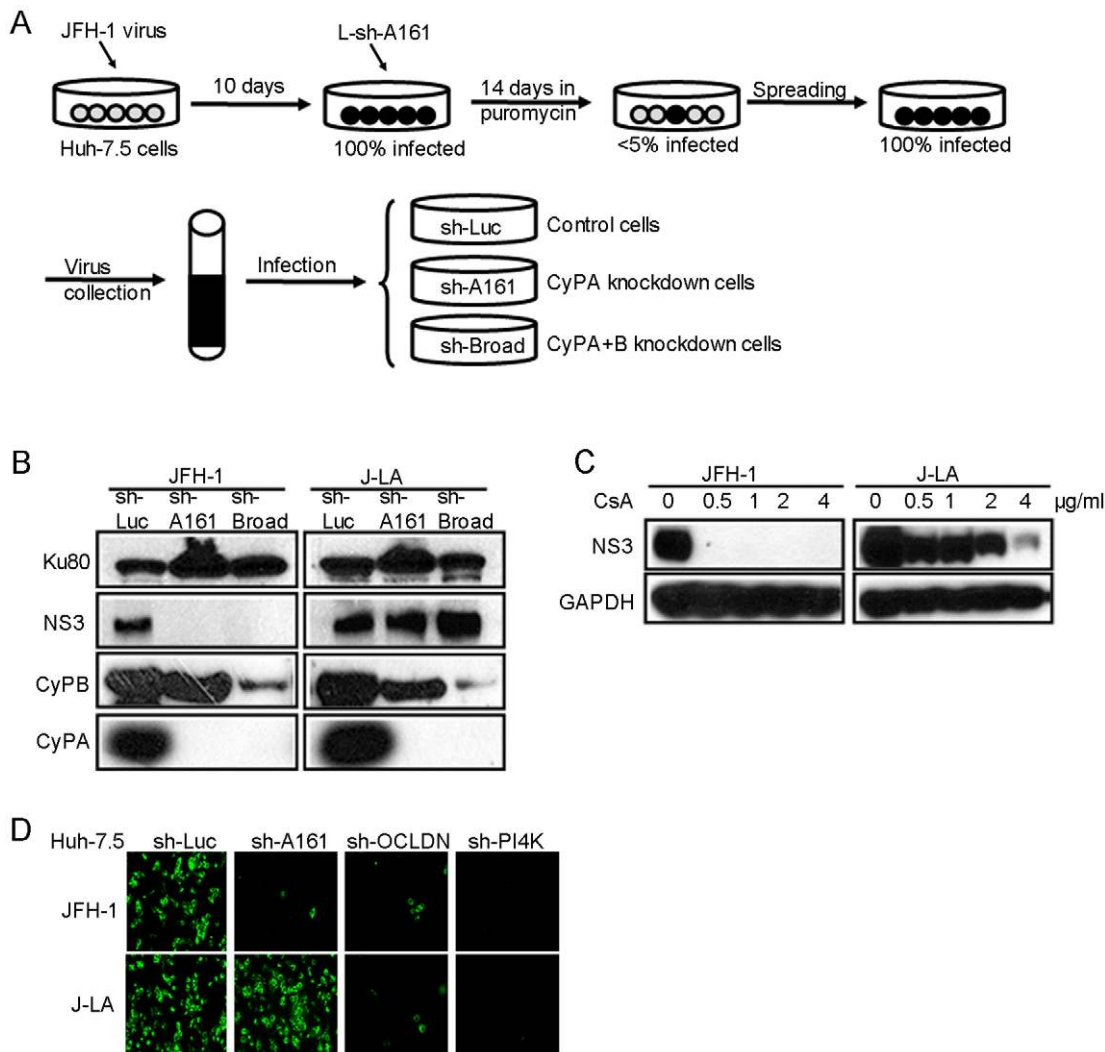 A
JFH-1 virus
L-sh-A161
10 days
14 days in
puromycin
Spreading
Huh-7.5 cells
100% infected
<5% infected
100% infected
Virus
collection
Infection
sh-Luc
Control cells
sh-A161
CyPA knockdown cells
sh-Broad
CyPA+B knockdown cells
B
JFH-1
J-LA
sh- sh- sh- sh- sh- sh-
Luc A161 Broad Luc A161 Broad
Ku80
NS3
CyPB
CyPA
C
JFH-1
J-LA
CsA 0 0.5 1 2 4 0 0.5 1 2 4 µg/ml
NS3
GAPDH
D
Huh-7.5 sh-Luc sh-A161 sh-OCLDN sh-PI4K
JFH-1
J-LA